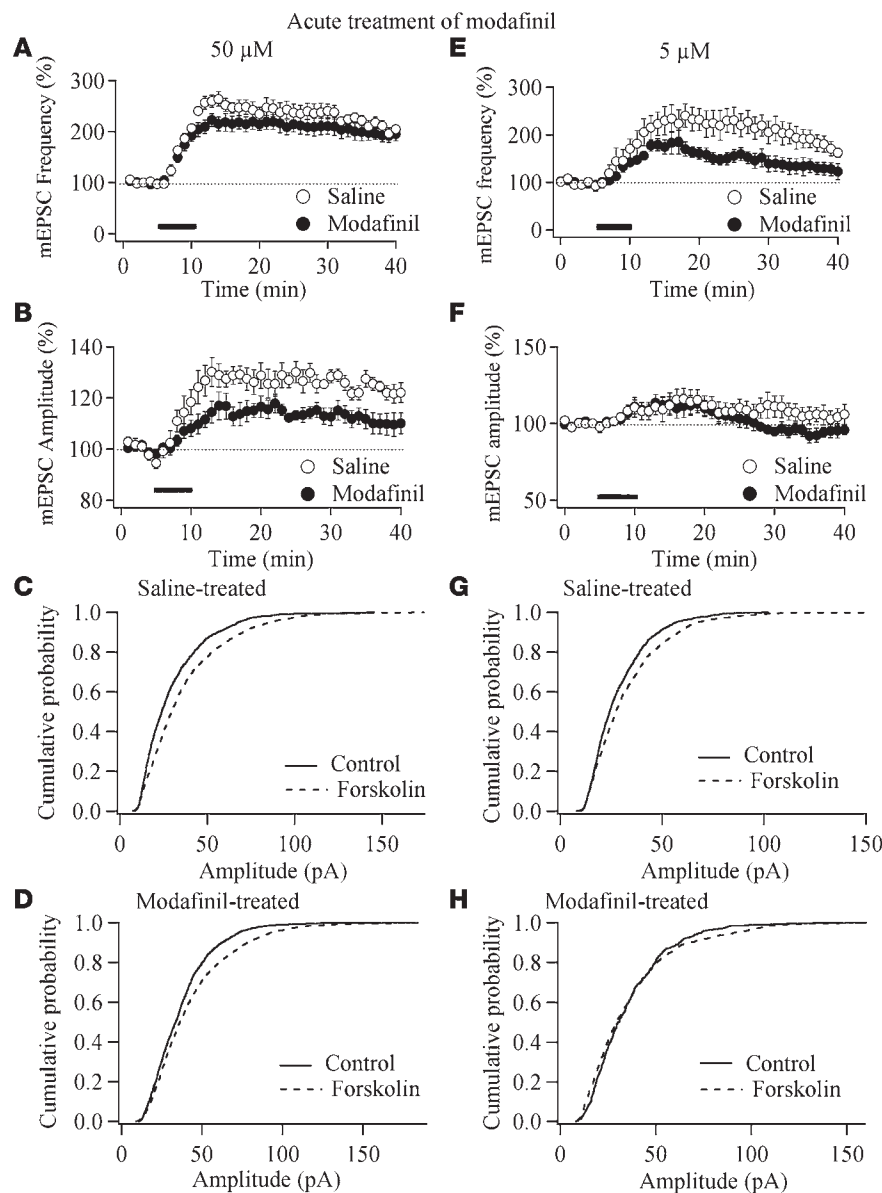 Acute treatment of modafinil
50 µM
A
mEPSC Frequency (%)
300
200
100
0
Saline
Modafinil
0 10 20 30 40
Time (min)
B
mEPSC Amplitude (%)
140
120
100
80
Saline
Modafinil
0 10 20 30 40
Time (min)
C
Saline-treated
Cumulative probability
1.0
0.8
0.6
0.4
0.2
0.0
Control
Forskolin
0 50 100 150
Amplitude (pA)
D
Modafinil-treated
Cumulative probability
1.0
0.8
0.6
0.4
0.2
0.0
Control
Forskolin
0 50 100 150
Amplitude (pA)
5 µM
E
mEPSC frequency (%)
300
200
100
0
Saline
Modafinil
0 10 20 30 40
Time (min)
F
mEPSC amplitude (%)
150
100
50
Saline
Modafinil
0 10 20 30 40
Time (min)
G
Saline-treated
Cumulative probability
1.0
0.8
0.6
0.4
0.2
0.0
Control
Forskolin
0 50 100 150
Amplitude (pA)
H
Modafinil-treated
Cumulative probability
1.0
0.8
0.6
0.4
0.2
0.0
Control
Forskolin
0 50 100 150
Amplitude (pA)